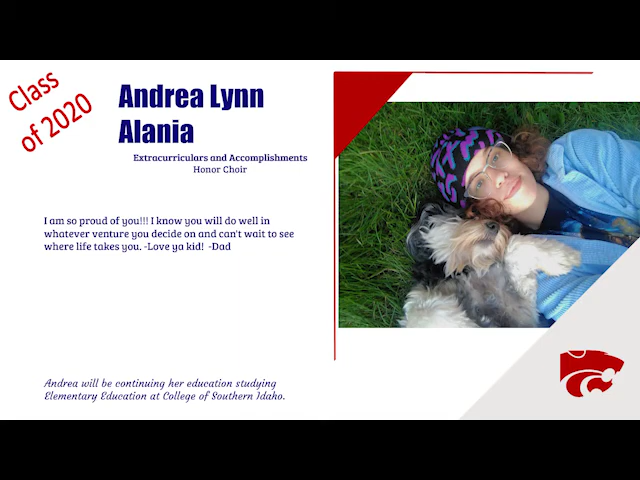 Class
of 2020
Andrea Lynn
Alania
Extracurriculars and Accomplishments
Honor Choir
I am so proud of you!!! I know you will do well in
whatever venture you decide on and can't wait to see
where life takes you. -Love ya kid! -Dad
Andrea will be continuing her education studying
Elementary Education at College of Southern Idaho.